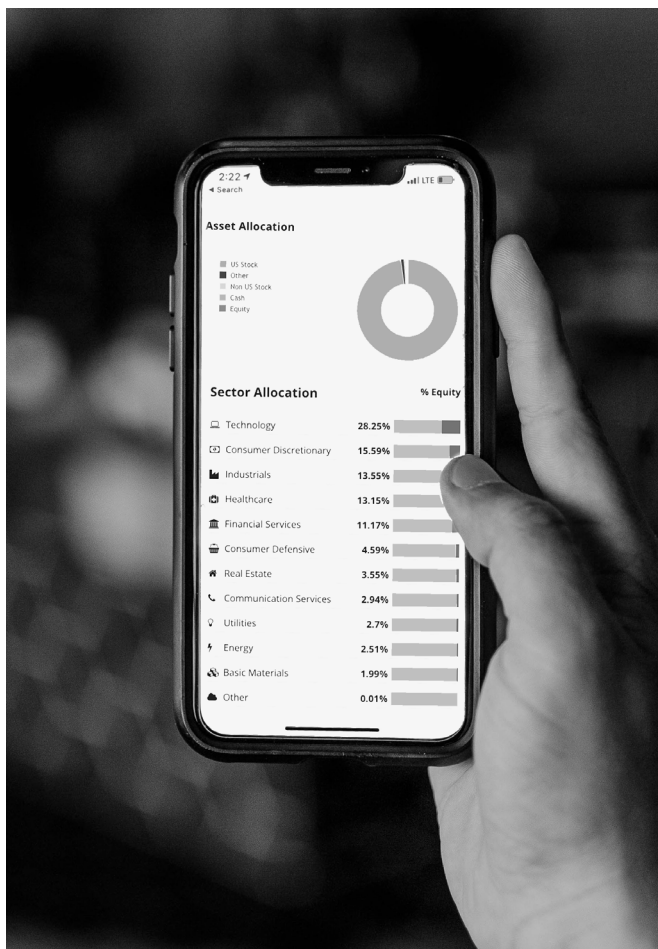 2:22
LTE
◀ Search
Asset Allocation
US Stock
Other
Non US Stock
Cash
Equity
Sector Allocation % Equity
Technology 28.25%
Consumer Discretionary 15.59%
Industrials 13.55%
Healthcare 13.15%
Financial Services 11.17%
Consumer Defensive 4.59%
Real Estate 3.55%
Communication Services 2.94%
Utilities 2.7%
Energy 2.51%
Basic Materials 1.99%
Other 0.01%